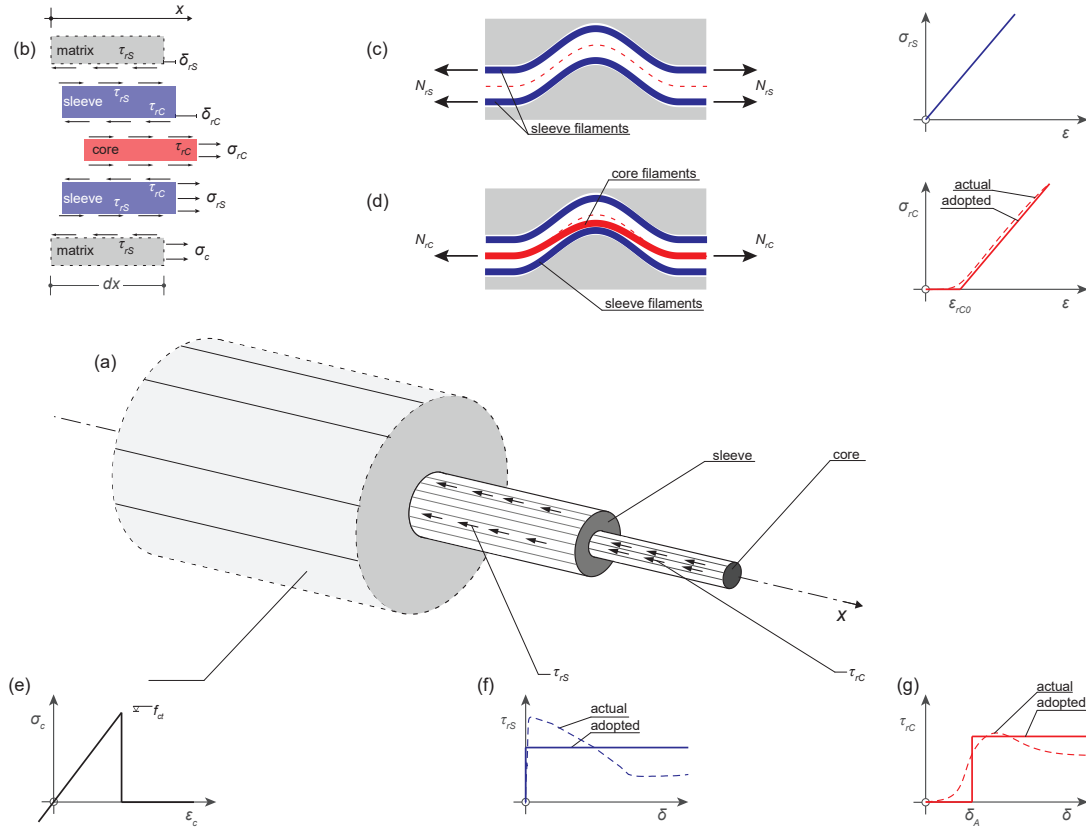 x
(b)
matrix τrS
δrS
sleeve τrS
τrC
δrC
core τrC
σrC
sleeve τrC
τrS
σrS
matrix τrS
σc
dx
(c)
NrS
NrS
sleeve filaments
σrS
ε
core filaments
(d)
NrC
NrC
sleeve filaments
σrC
actual
adopted
εrC0
ε
(a)
sleeve
core
x
τrS
τrC
(e)
σc
fct
εc
(f)
τrS
actual
adopted
δ
(g)
τrC
actual
adopted
δA
δ